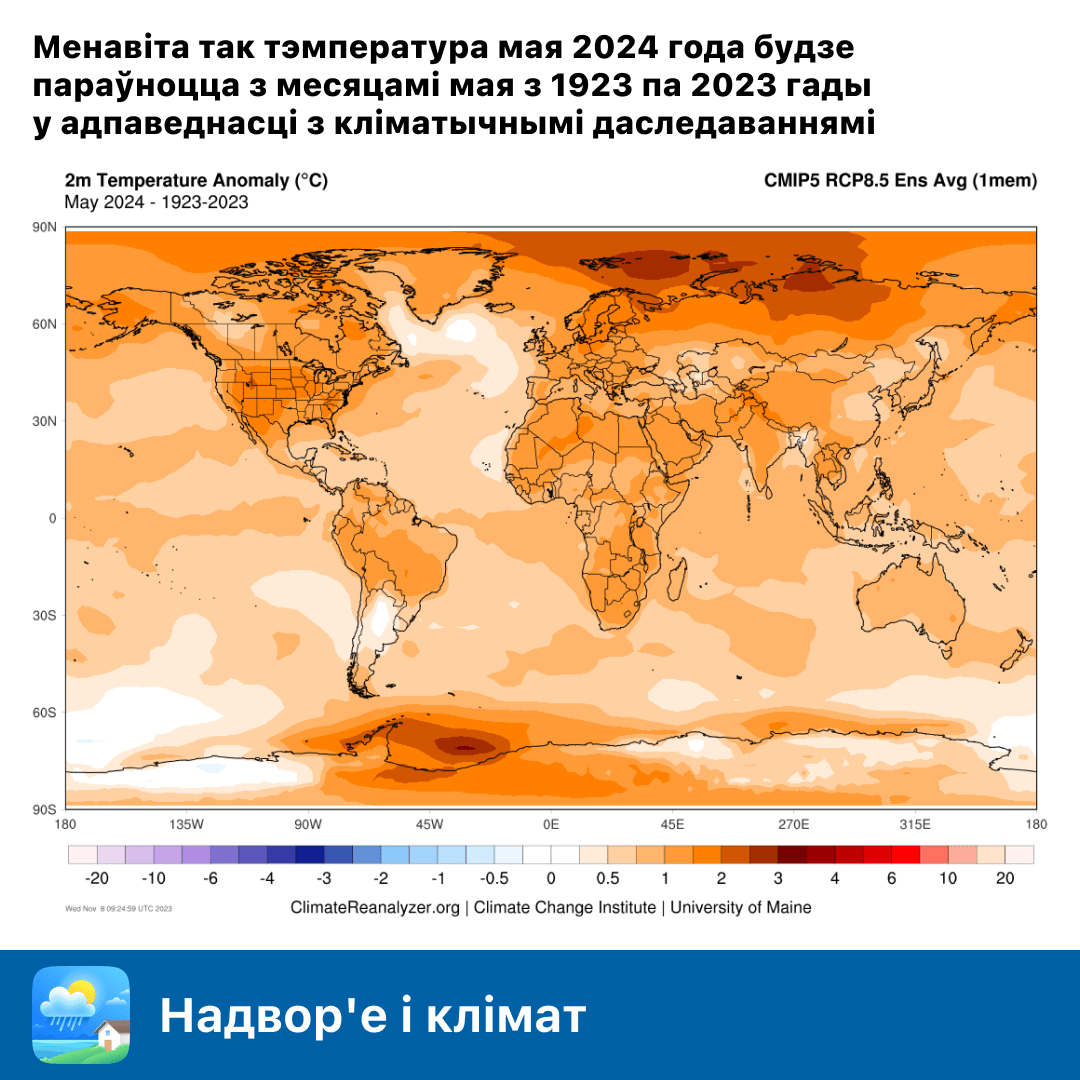 Менавіта так тэмпература мая 2024 года будзе
параўноцца з месяцамі мая з 1923 па 2023 гады
у адпаведнасці з кліматычнымі даследаваннямі
2m Temperature Anomaly (°C)
CMIP5 RCP8.5 Ens Avg (1mem)
May 2024 - 1923-2023
90N
60N
30N
0
30S
60S
90S
180 135W 90W 45W 0E 45E 270E 315E 180
-20 -10 -6 -4 -3 -2 -1 -0.5 0 0.5 1 2 3 4 6 10 20
Wed Nov 8 09:24:59 UTC 2023
ClimateReanalyzer.org | Climate Change Institute | University of Maine
Надвор'е і клімат